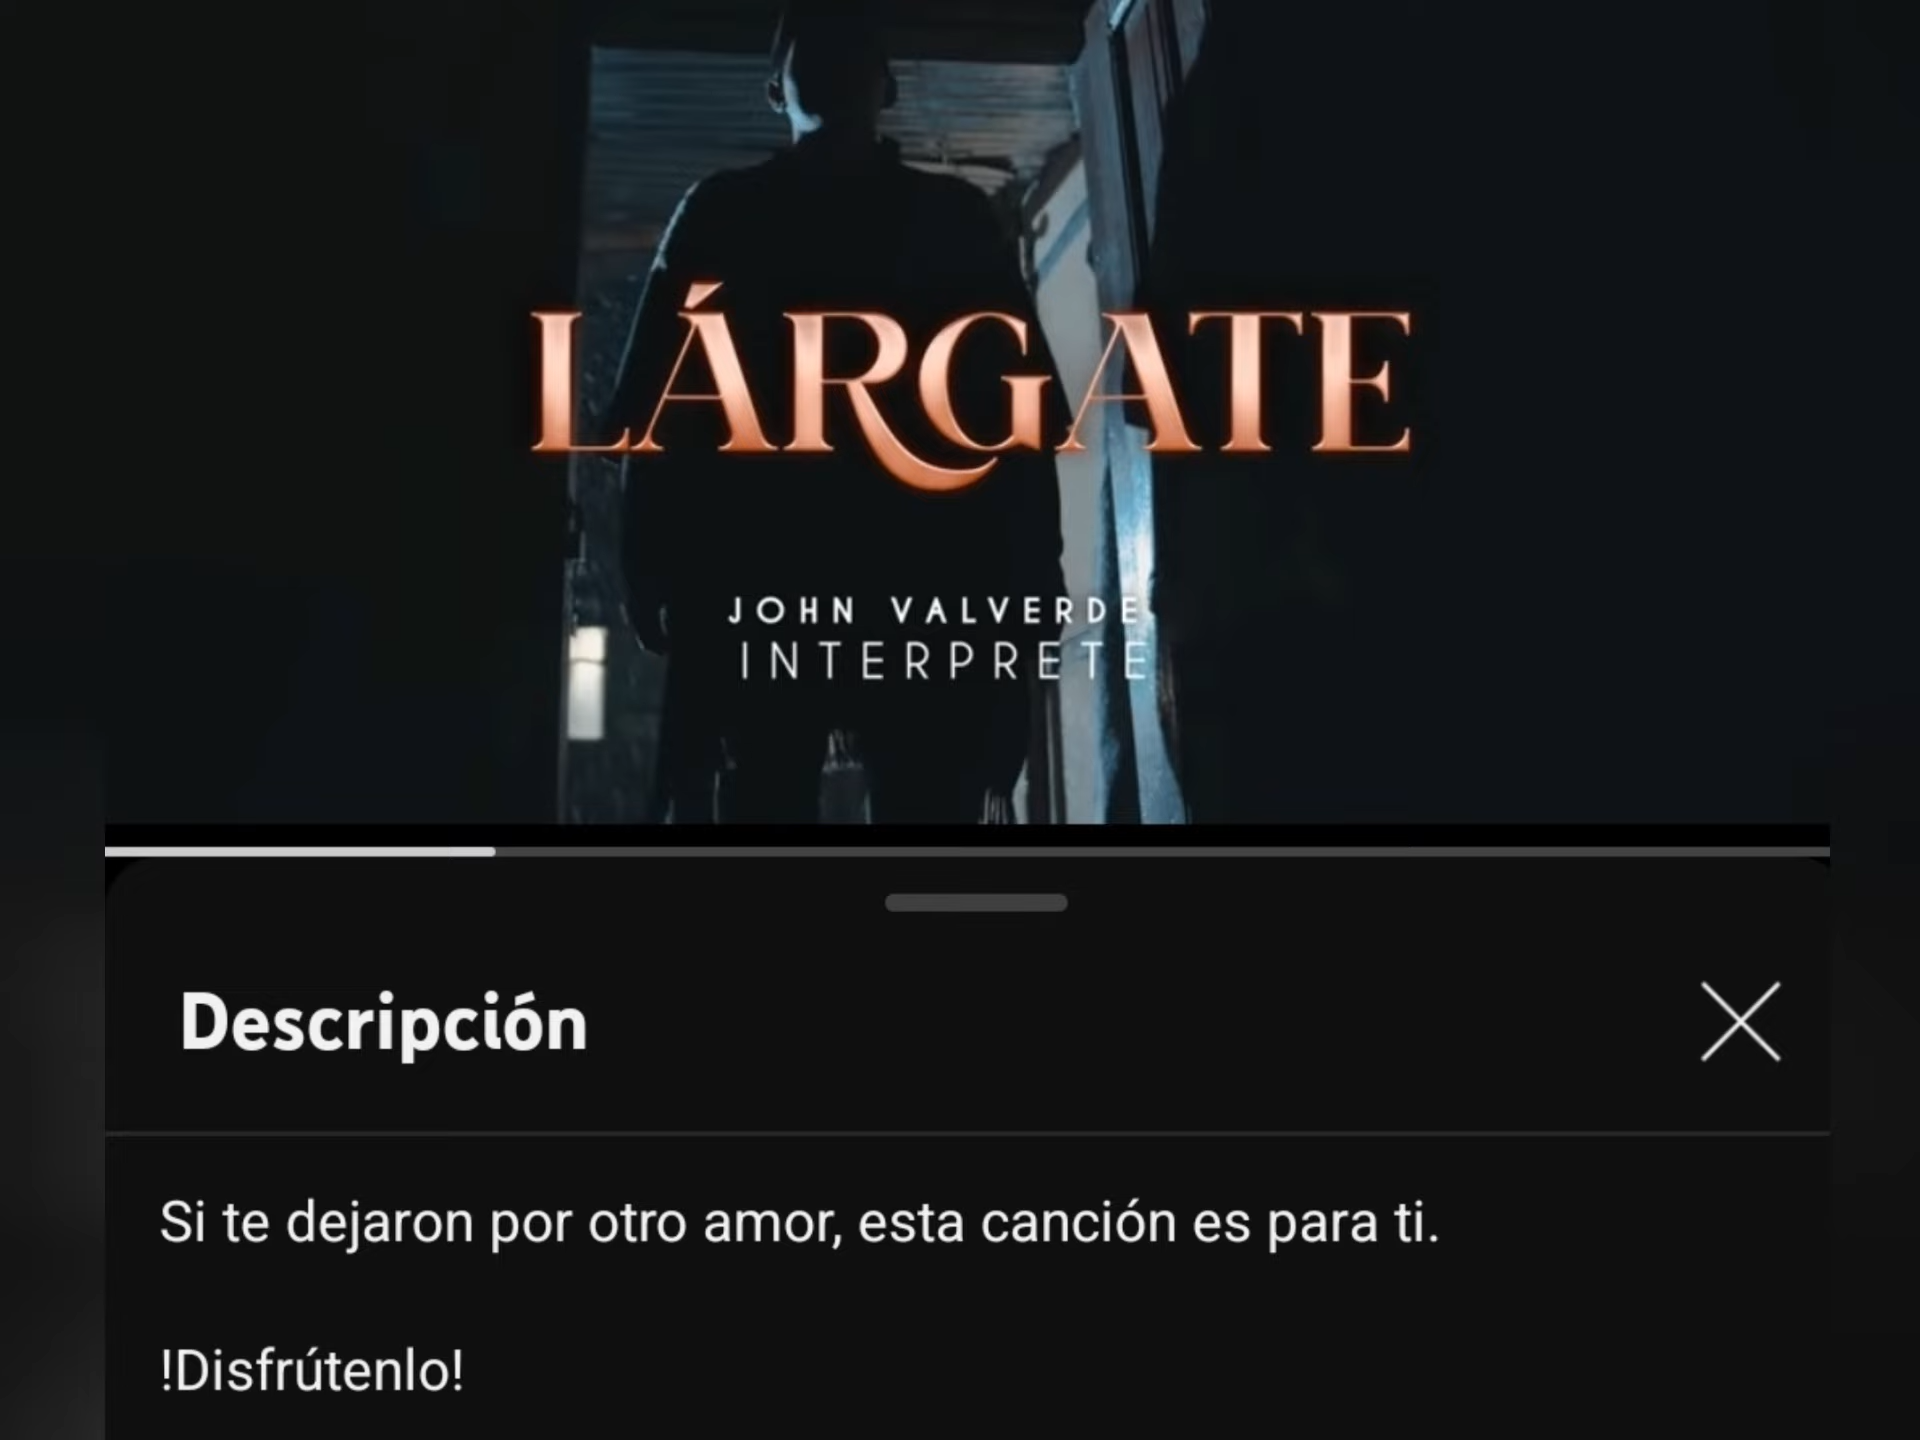 LÁRGATE
JOHN VALVERDE
INTERPRETE
Descripción
Si te dejaron por otro amor, esta canción es para ti.
!Disfrútenlo!